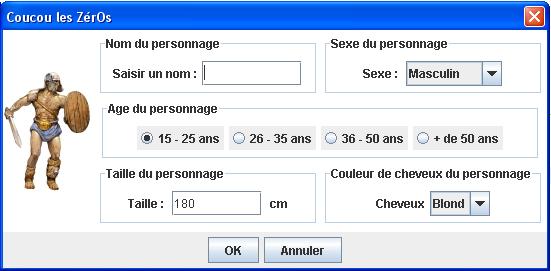 Coucou les ZérOs
Nom du personnage
Saisir un nom :
Sexe du personnage
Sexe : Masculin
Age du personnage
15 - 25 ans 26 - 35 ans 36 - 50 ans + de 50 ans
Taille du personnage
Taille : 180 cm
Couleur de cheveux du personnage
Cheveux Blond
OK Annuler